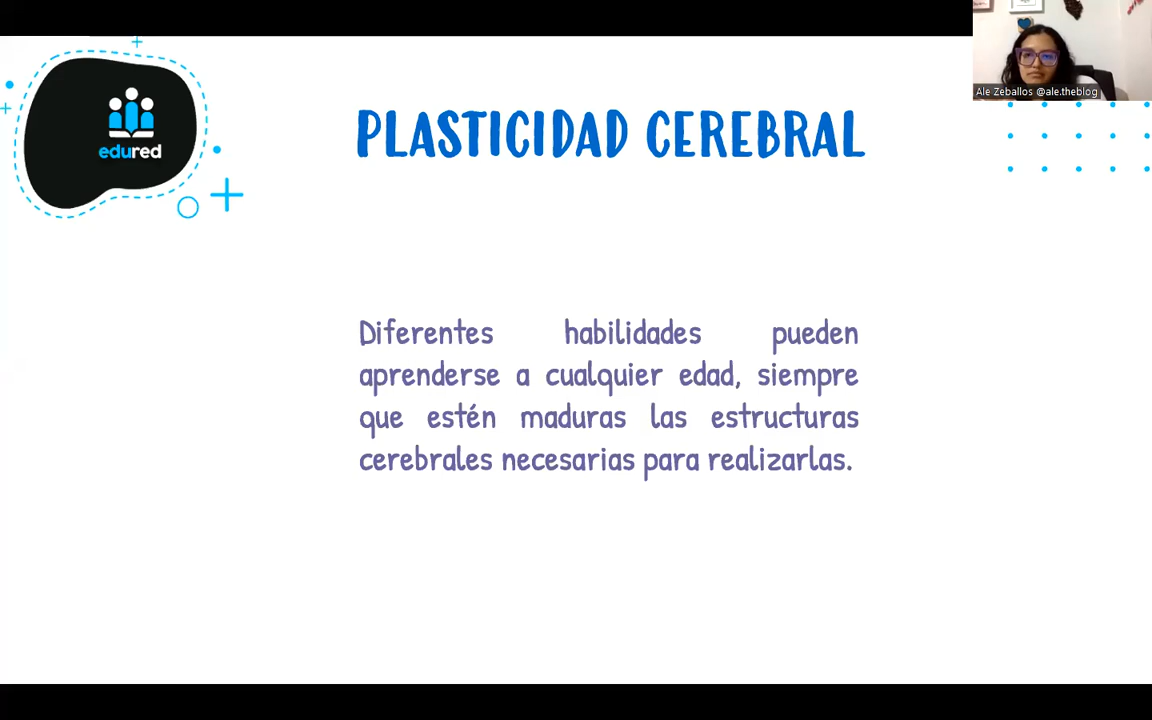 edured
PLASTICIDAD CEREBRAL
Ale Zeballos @ale.theblog
Diferentes habilidades pueden
aprenderse a cualquier edad, siempre
que estén maduras las estructuras
cerebrales necesarias para realizarlas.